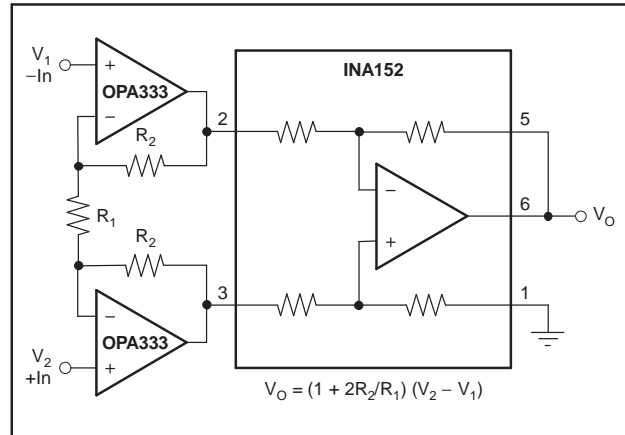 V1
−In
OPA333
+
−
R2
R1
R2
−
OPA333
+
V2
+In
INA152
2
5
−
+
6
VO
3
1
VO = (1 + 2R2/R1) (V2 − V1)